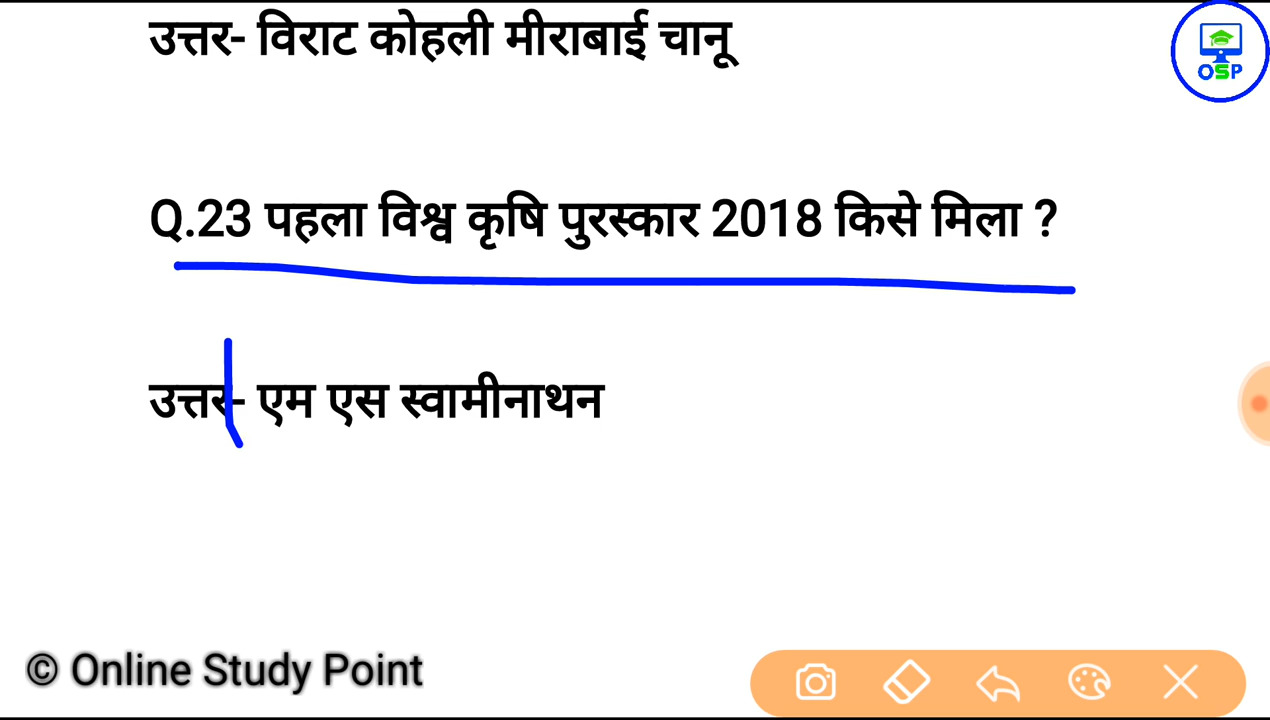 उत्तर- विराट कोहली मीराबाई चानू
OSP
Q.23 पहला विश्व कृषि पुरस्कार 2018 किसे मिला ?
उत्तर- एम एस स्वामीनाथन
© Online Study Point